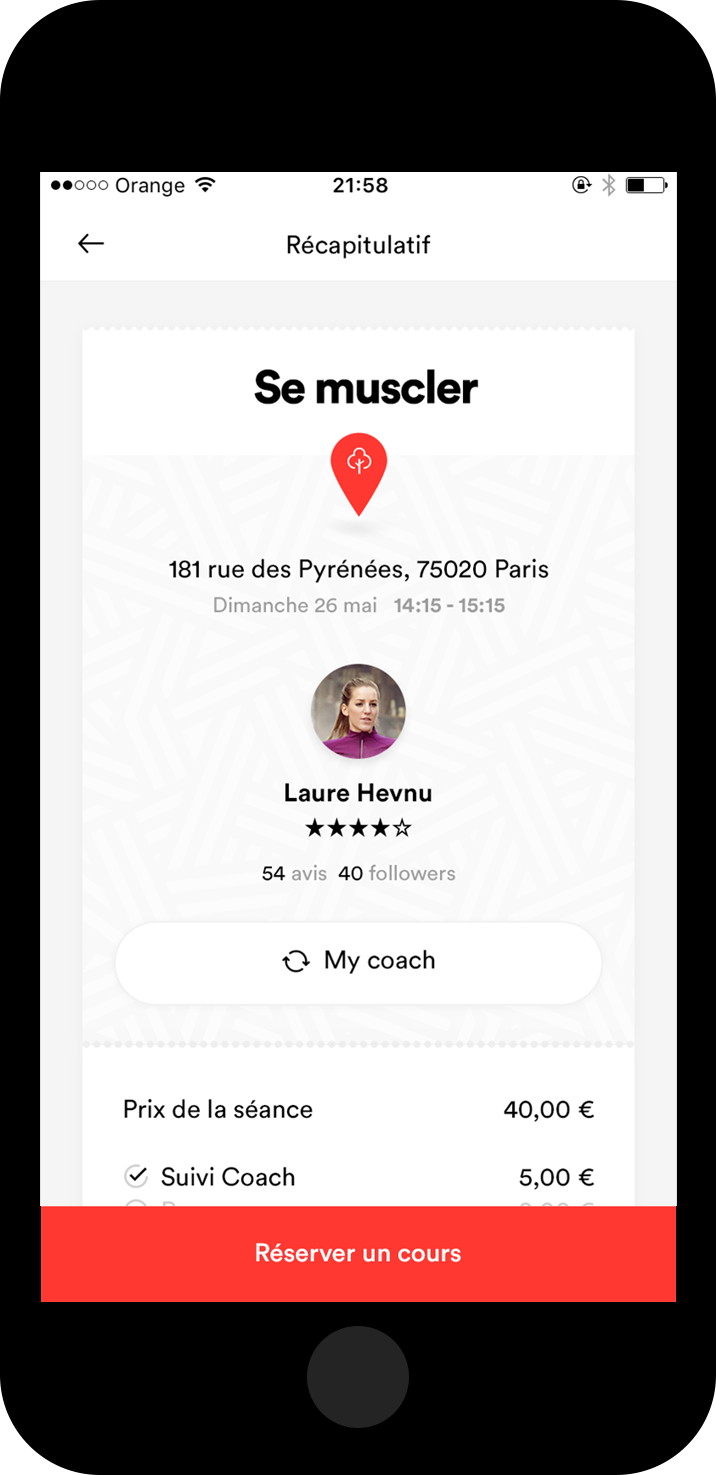 Orange 21:58
Récapitulatif
Se muscler
181 rue des Pyrénées, 75020 Paris
Dimanche 26 mai 14:15 - 15:15
Laure Hevnu
54 avis 40 followers
My coach
Prix de la séance 40,00 €
Suivi Coach 5,00 €
Réserver un cours